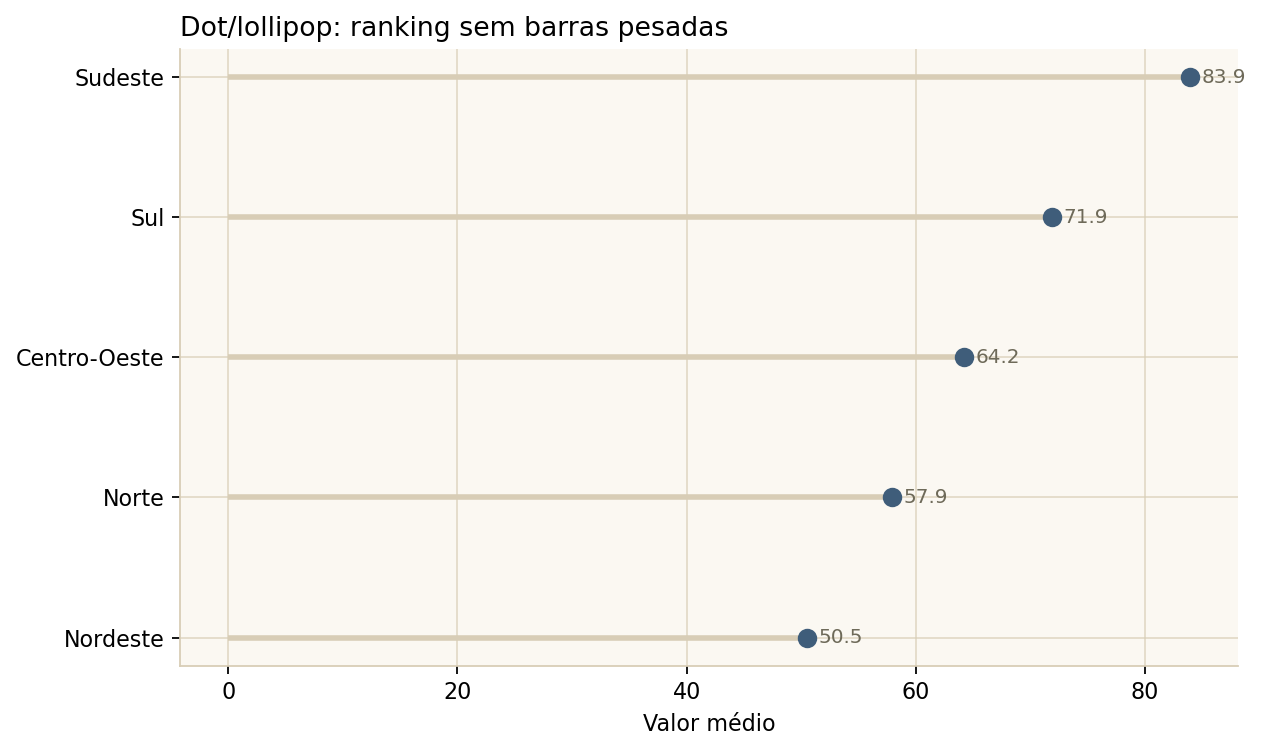 Dot/lollipop: ranking sem barras pesadas
Sudeste 83.9
Sul 71.9
Centro-Oeste 64.2
Norte 57.9
Nordeste 50.5
0 20 40 60 80
Valor médio